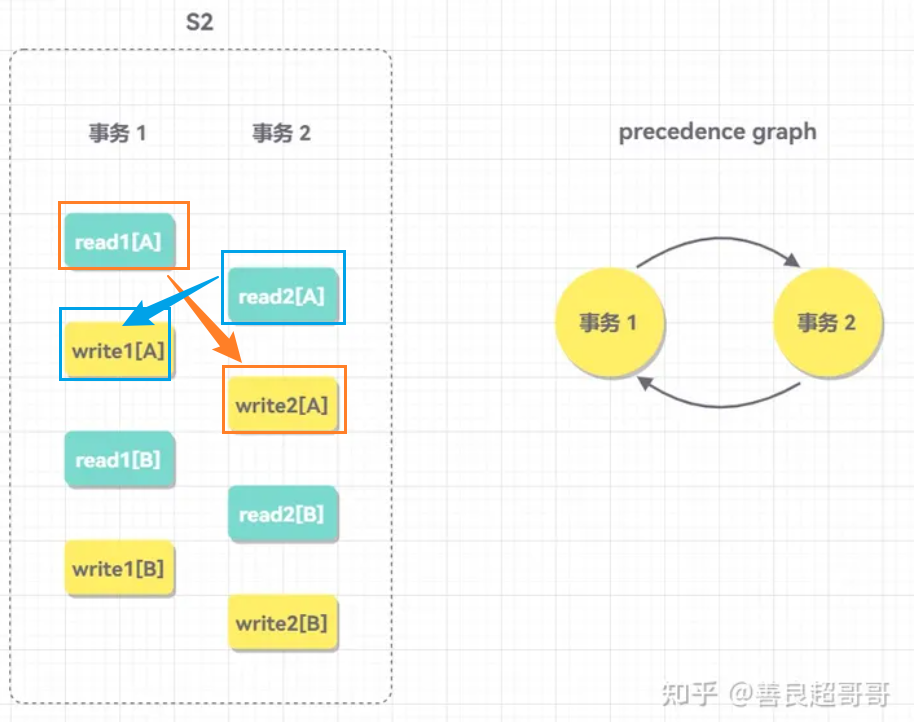 S2
事务 1
事务 2
precedence graph
read1[A]
read2[A]
write1[A]
write2[A]
read1[B]
read2[B]
write1[B]
write2[B]
事务 1
事务 2
知乎 @善良超哥哥